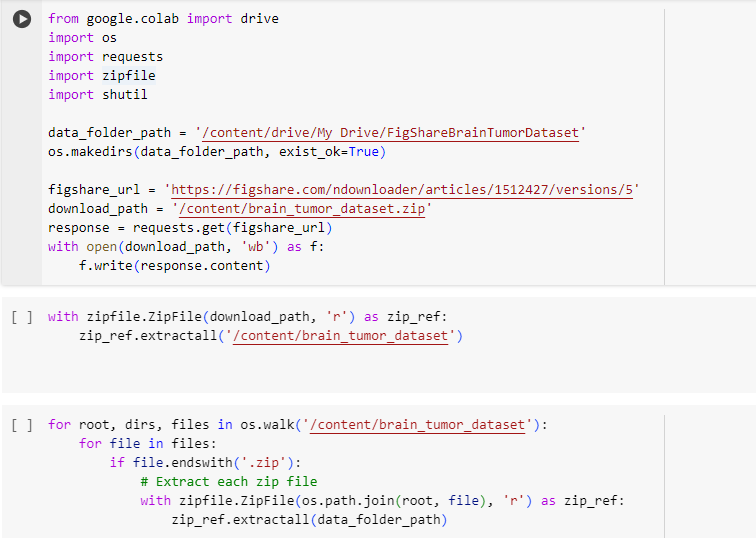 from google.colab import drive
import os
import requests
import zipfile
import shutil
data_folder_path = '/content/drive/My Drive/FigShareBrainTumorDataset'
os.makedirs(data_folder_path, exist_ok=True)
figshare_url = 'https://figshare.com/ndownloader/articles/1512427/versions/5'
download_path = '/content/brain_tumor_dataset.zip'
response = requests.get(figshare_url)
with open(download_path, 'wb') as f:
    f.write(response.content)
[ ] with zipfile.ZipFile(download_path, 'r') as zip_ref:
    zip_ref.extractall('/content/brain_tumor_dataset')
[ ] for root, dirs, files in os.walk('/content/brain_tumor_dataset'):
    for file in files:
        if file.endswith('.zip'):
            # Extract each zip file
            with zipfile.ZipFile(os.path.join(root, file), 'r') as zip_ref:
                zip_ref.extractall(data_folder_path)